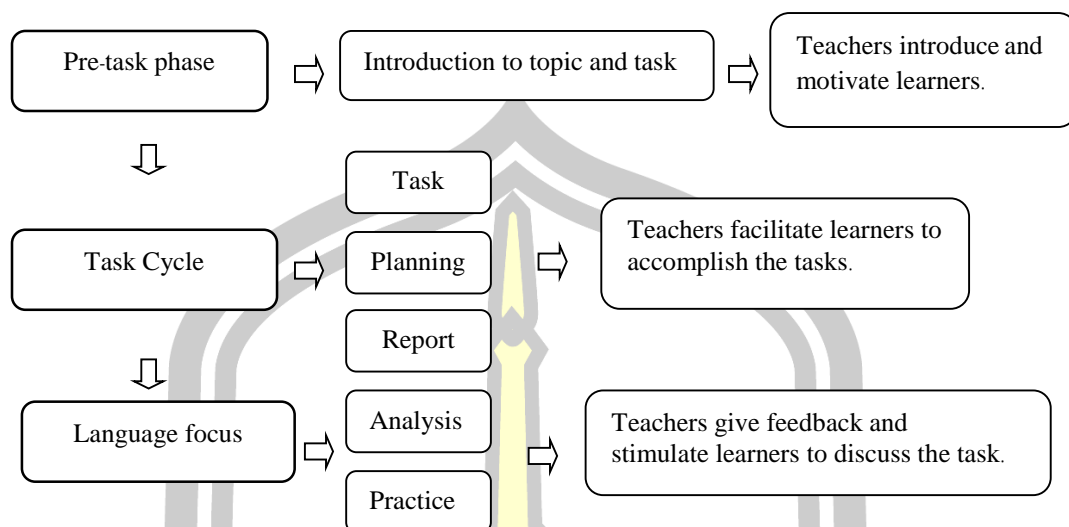 Pre-task phase
Introduction to topic and task
Teachers introduce and
motivate learners.
Task Cycle
Task
Planning
Report
Teachers facilitate learners to
accomplish the tasks.
Language focus
Analysis
Practice
Teachers give feedback and
stimulate learners to discuss the task.